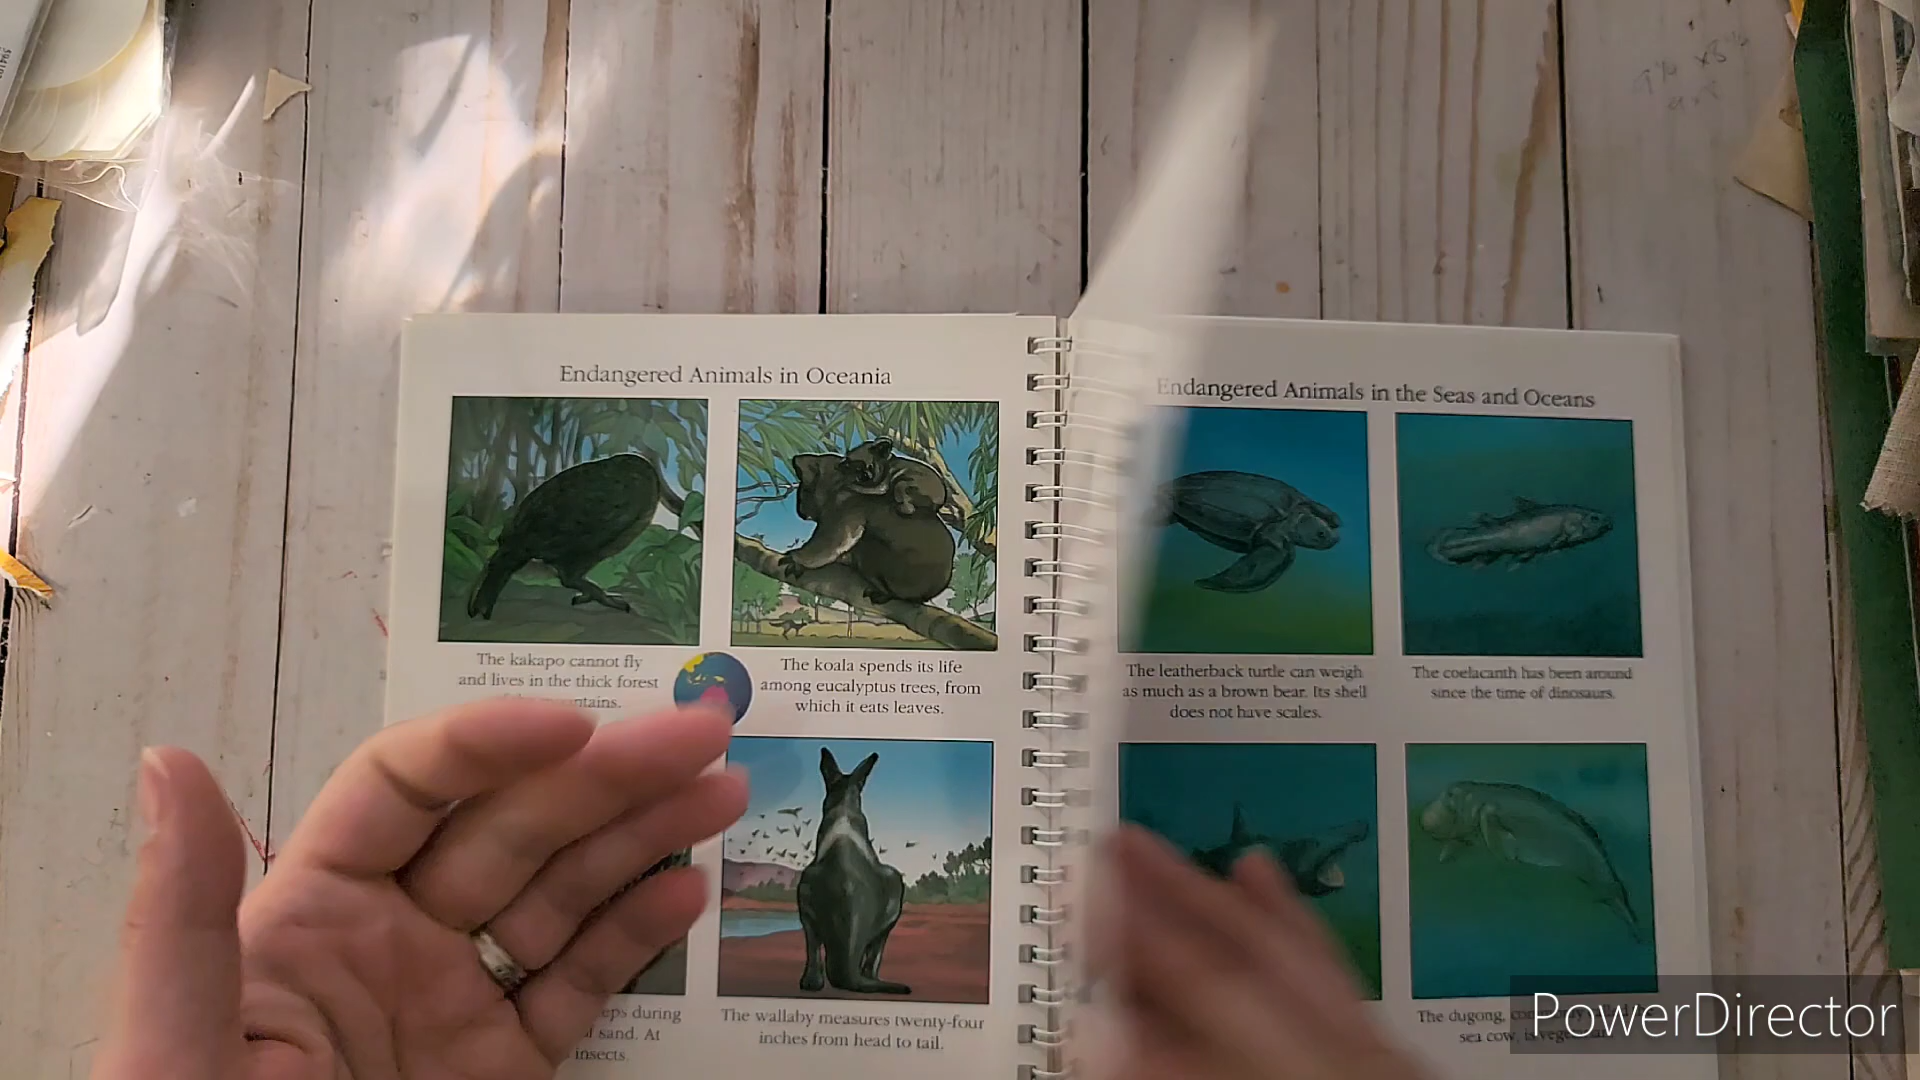 Endangered Animals in Oceania
The kakapo cannot fly
and lives in the thick forest
mountains.
The koala spends its life
among eucalyptus trees, from
which it eats leaves.
during
sand. At
insects.
The wallaby measures twenty-four
inches from head to tail.
Endangered Animals in the Seas and Oceans
The leatherback turtle can weigh
as much as a brown bear. Its shell
does not have scales.
The coelacanth has been around
since the time of dinosaurs.
The dugong,
sea cow,
PowerDirector